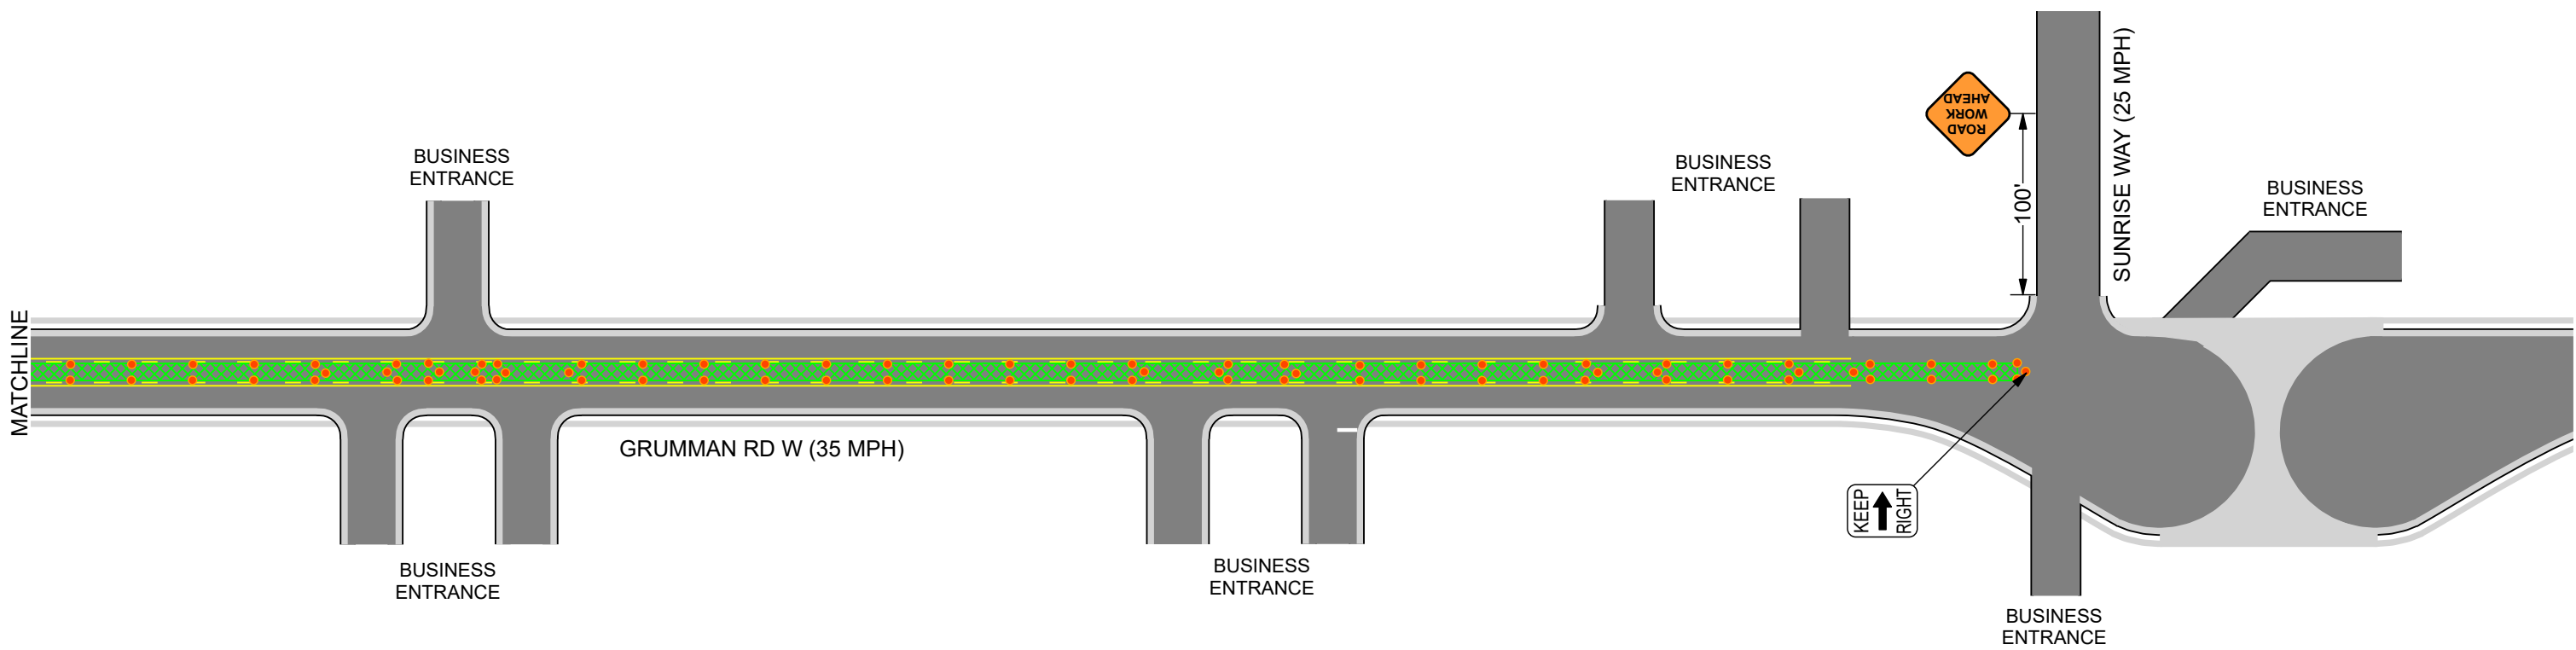 BUSINESS
ENTRANCE
BUSINESS
ENTRANCE
ROAD
WORK
AHEAD
100'
SUNRISE WAY (25 MPH)
BUSINESS
ENTRANCE
MATCHLINE
GRUMMAN RD W (35 MPH)
KEEP
RIGHT
BUSINESS
ENTRANCE
BUSINESS
ENTRANCE
BUSINESS
ENTRANCE